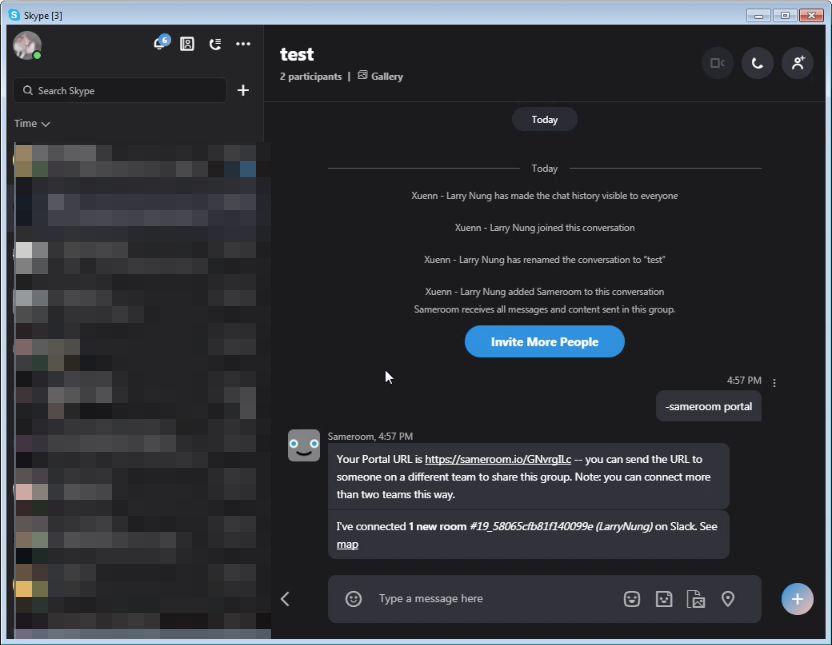 Skype [3]
6
Search Skype
Time
test
2 participants | Gallery
Today
Today
Xuenn - Larry Nung has made the chat history visible to everyone
Xuenn - Larry Nung joined this conversation
Xuenn - Larry Nung has renamed the conversation to "test"
Xuenn - Larry Nung added Sameroom to this conversation
Sameroom receives all messages and content sent in this group.
Invite More People
4:57 PM
-sameroom portal
Sameroom, 4:57 PM
Your Portal URL is https://sameroom.io/GNvrgILc -- you can send the URL to
someone on a different team to share this group. Note: you can connect more
than two teams this way.
I've connected 1 new room #19_58065cfb81f140099e (LarryNung) on Slack. See
map
Type a message here